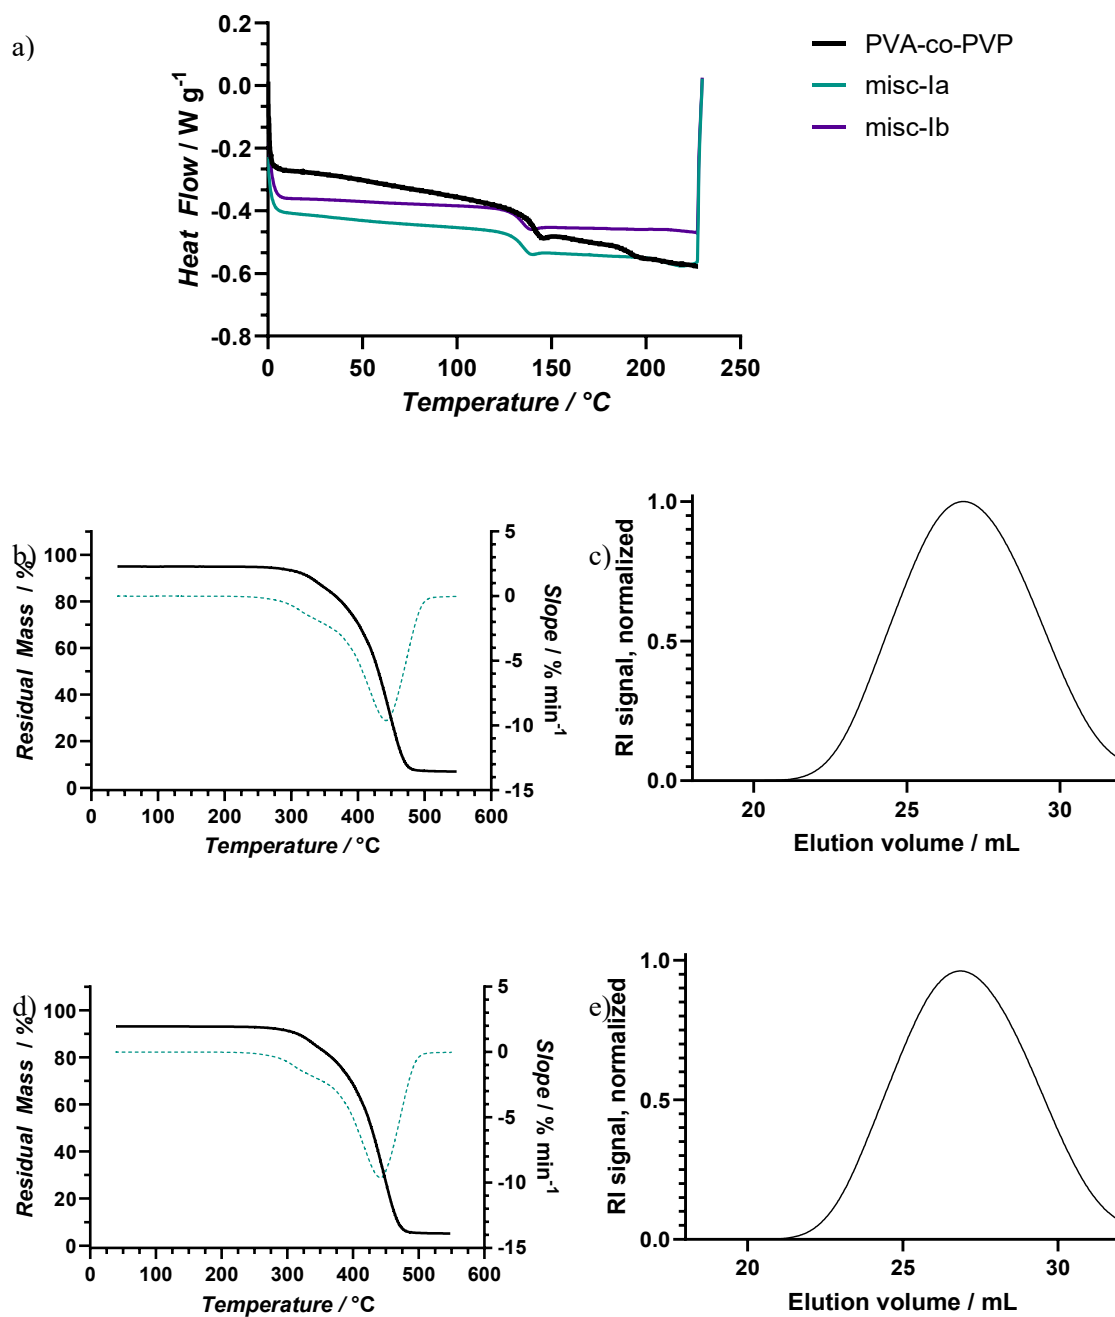 a)
0.2
0.0
-0.2
-0.4
-0.6
-0.8
Heat Flow / W g⁻¹
0 50 100 150 200 250
Temperature / °C
PVA-co-PVP
misc-Ia
misc-Ib
b)
100
80
60
40
20
0
Residual Mass / %
5
0
-5
-10
-15
Slope / % min⁻¹
0 100 200 300 400 500 600
Temperature / °C
c)
1.0
0.5
0.0
RI signal, normalized
20 25 30
Elution volume / mL
d)
100
80
60
40
20
0
Residual Mass / %
5
0
-5
-10
-15
Slope / % min⁻¹
0 100 200 300 400 500 600
Temperature / °C
e)
1.0
0.5
0.0
RI signal, normalized
20 25 30
Elution volume / mL